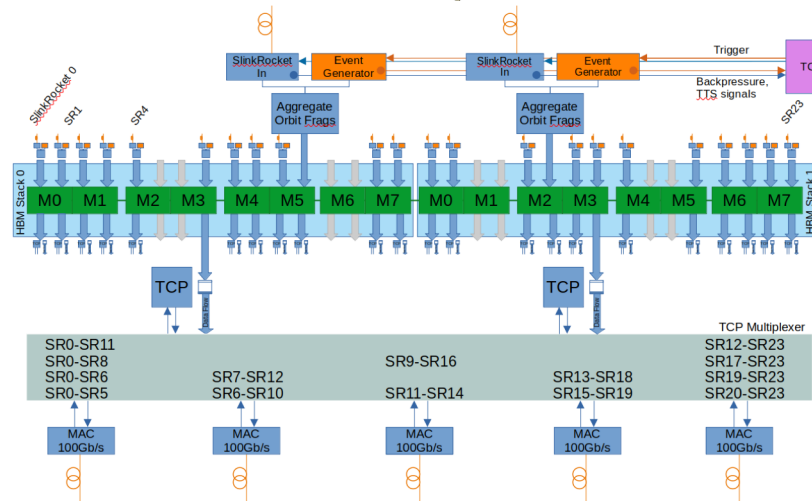 SlinkRocket
In
Event
Generator
SlinkRocket
In
Event
Generator
Trigger
Backpressure,
TTS signals
SlinkRocket 0
SR1
SR4
Aggregate
Orbit Frags
Aggregate
Orbit Frags
SR23
HBM Stack 0
M0 M1 M2 M3 M4 M5 M6 M7
M0 M1 M2 M3 M4 M5 M6 M7
HBM Stack 1
TCP
Data Flow
TCP
Data Flow
TCP Multiplexer
SR0-SR11
SR0-SR8
SR0-SR6
SR0-SR5
SR7-SR12
SR6-SR10
SR9-SR16
SR11-SR14
SR13-SR18
SR15-SR19
SR12-SR23
SR17-SR23
SR19-SR23
SR20-SR23
MAC
100Gb/s
MAC
100Gb/s
MAC
100Gb/s
MAC
100Gb/s
MAC
100Gb/s